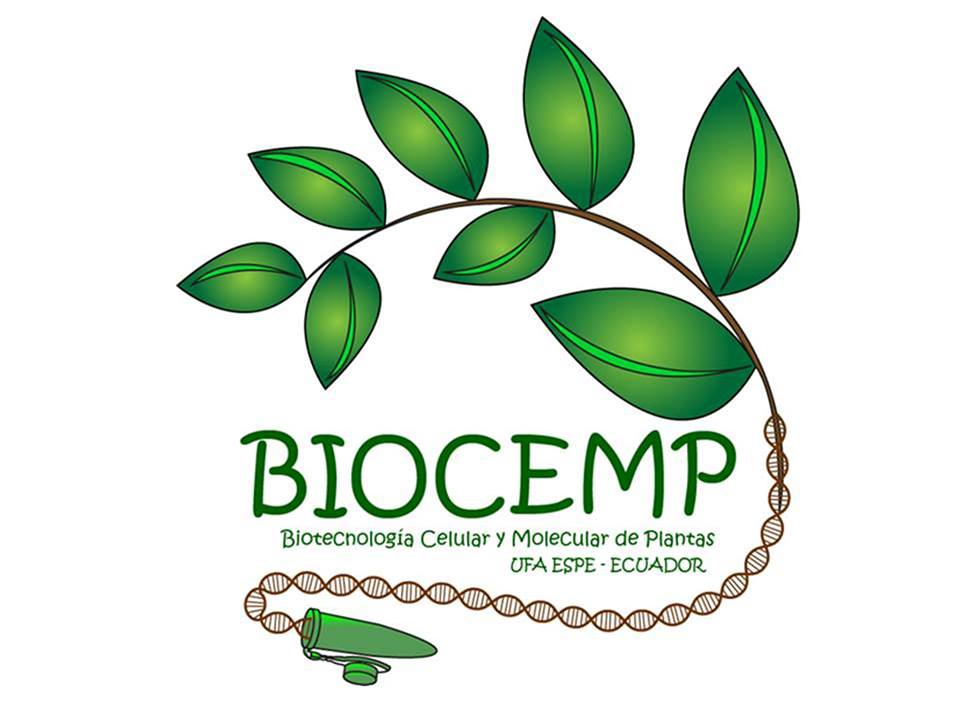 BIOCEMP
Biotecnología Celular y Molecular de Plantas
UFA ESPE - ECUADOR